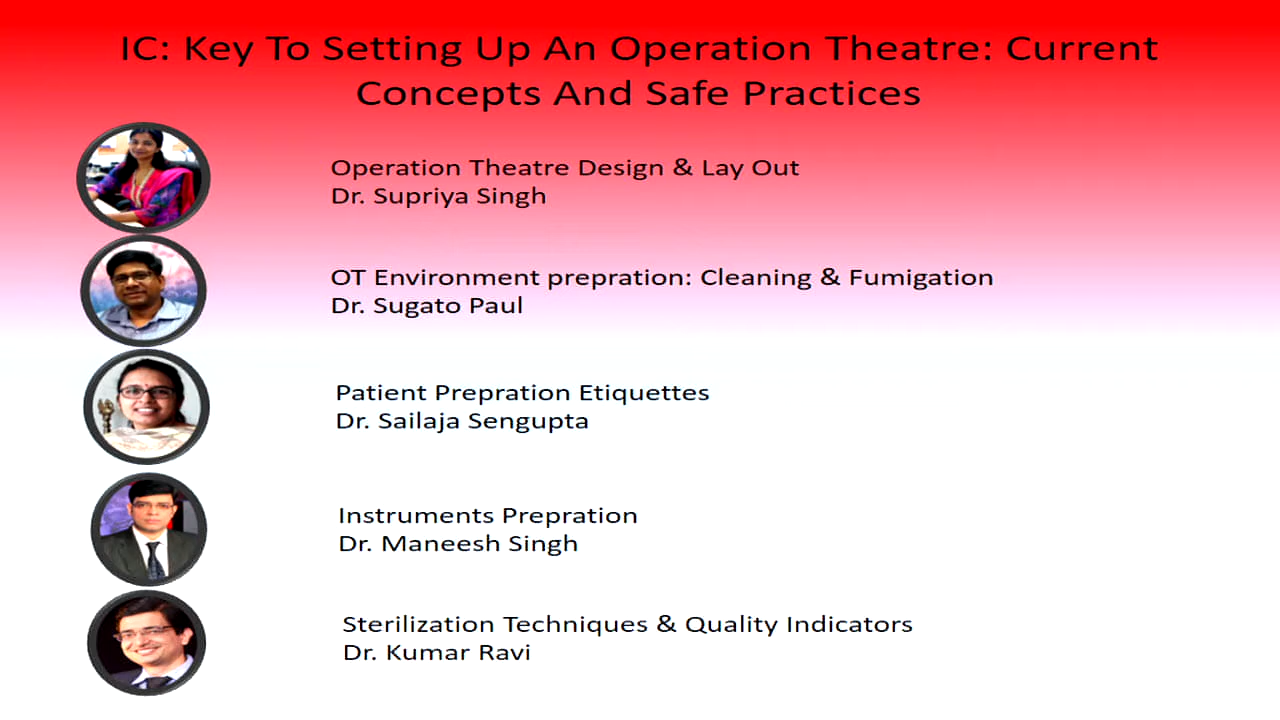 IC: Key To Setting Up An Operation Theatre: Current
Concepts And Safe Practices
Operation Theatre Design & Lay Out
Dr. Supriya Singh
OT Environment prepration: Cleaning & Fumigation
Dr. Sugato Paul
Patient Prepration Etiquettes
Dr. Sailaja Sengupta
Instruments Prepration
Dr. Maneesh Singh
Sterilization Techniques & Quality Indicators
Dr. Kumar Ravi